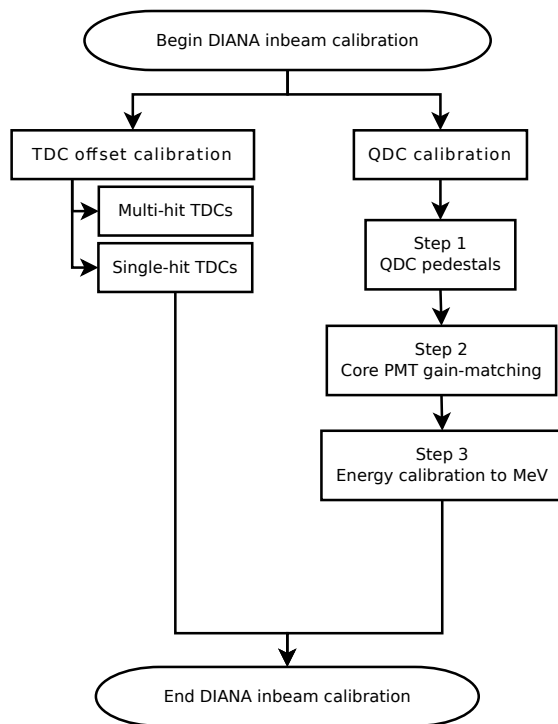 Begin DIANA inbeam calibration
TDC offset calibration
Multi-hit TDCs
Single-hit TDCs
QDC calibration
Step 1
QDC pedestals
Step 2
Core PMT gain-matching
Step 3
Energy calibration to MeV
End DIANA inbeam calibration